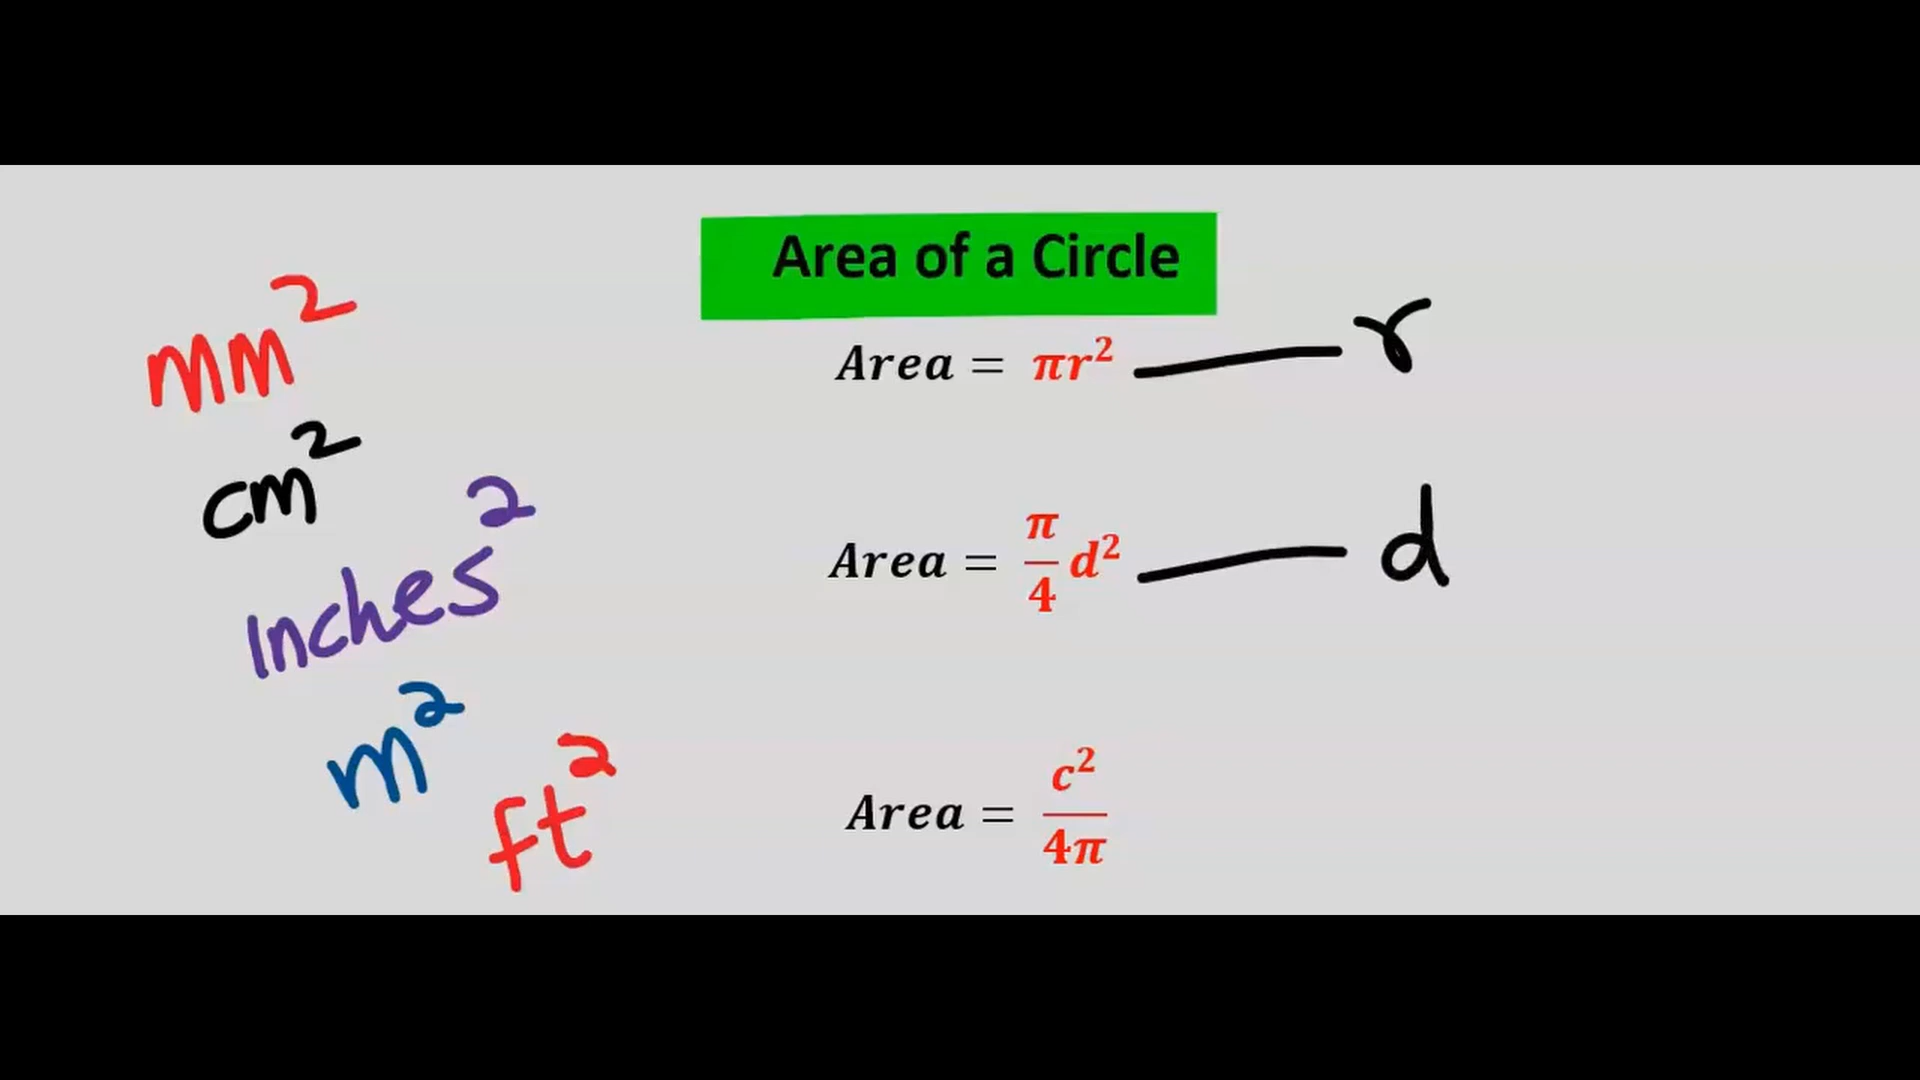 Area of a Circle
Area = πr² — r
Area = π/4 d² — d
Area = c²/4π
mm²
cm²
Inches²
m²
ft²